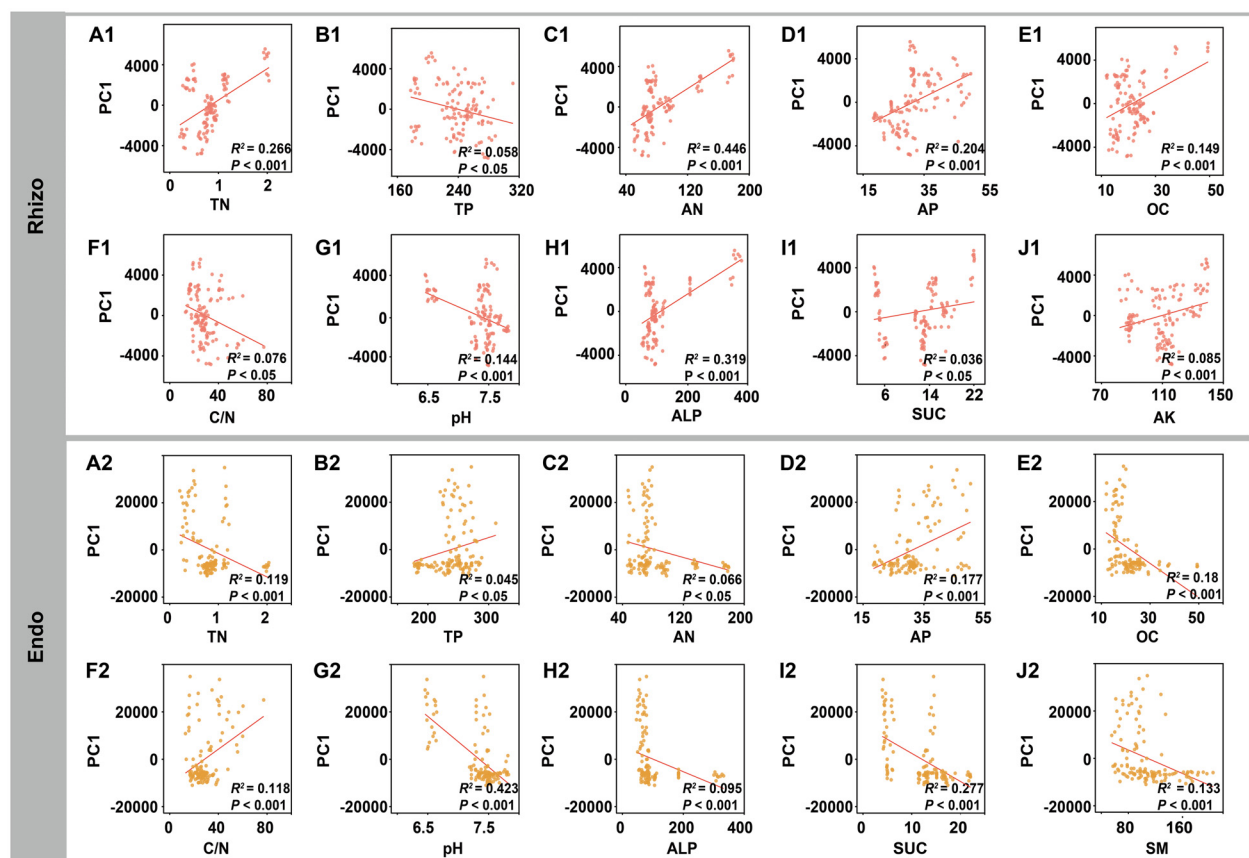 Rhizo
A1
PC1
4000
0
-4000
R² = 0.266
P < 0.001
0 1 2
TN
B1
PC1
4000
0
-4000
R² = 0.058
P < 0.05
160 240 310
TP
C1
PC1
4000
0
-4000
R² = 0.446
P < 0.001
40 120 200
AN
D1
PC1
4000
0
-4000
R² = 0.204
P < 0.001
15 35 55
AP
E1
PC1
4000
0
-4000
R² = 0.149
P < 0.001
10 30 50
OC
F1
PC1
4000
0
-4000
R² = 0.076
P < 0.05
0 40 80
C/N
G1
PC1
4000
0
-4000
R² = 0.144
P < 0.001
6.5 7.5
pH
H1
PC1
4000
0
-4000
R² = 0.319
P < 0.001
0 200 400
ALP
I1
PC1
4000
0
-4000
R² = 0.036
P < 0.05
6 14 22
SUC
J1
PC1
4000
0
-4000
R² = 0.085
P < 0.001
70 110 150
AK
Endo
A2
PC1
20000
0
-20000
R² = 0.119
P < 0.001
0 1 2
TN
B2
PC1
20000
0
-20000
R² = 0.045
P < 0.05
200 300
TP
C2
PC1
20000
0
-20000
R² = 0.066
P < 0.05
40 120 200
AN
D2
PC1
20000
0
-20000
R² = 0.177
P < 0.001
15 35 55
AP
E2
PC1
20000
0
-20000
R² = 0.18
P < 0.001
10 30 50
OC
F2
PC1
20000
0
-20000
R² = 0.118
P < 0.001
0 40 80
C/N
G2
PC1
20000
0
-20000
R² = 0.423
P < 0.001
6.5 7.5
pH
H2
PC1
20000
0
-20000
R² = 0.095
P < 0.001
0 200 400
ALP
I2
PC1
20000
0
-20000
R² = 0.277
P < 0.001
0 10 20
SUC
J2
PC1
20000
0
-20000
R² = 0.133
P < 0.001
80 160
SM